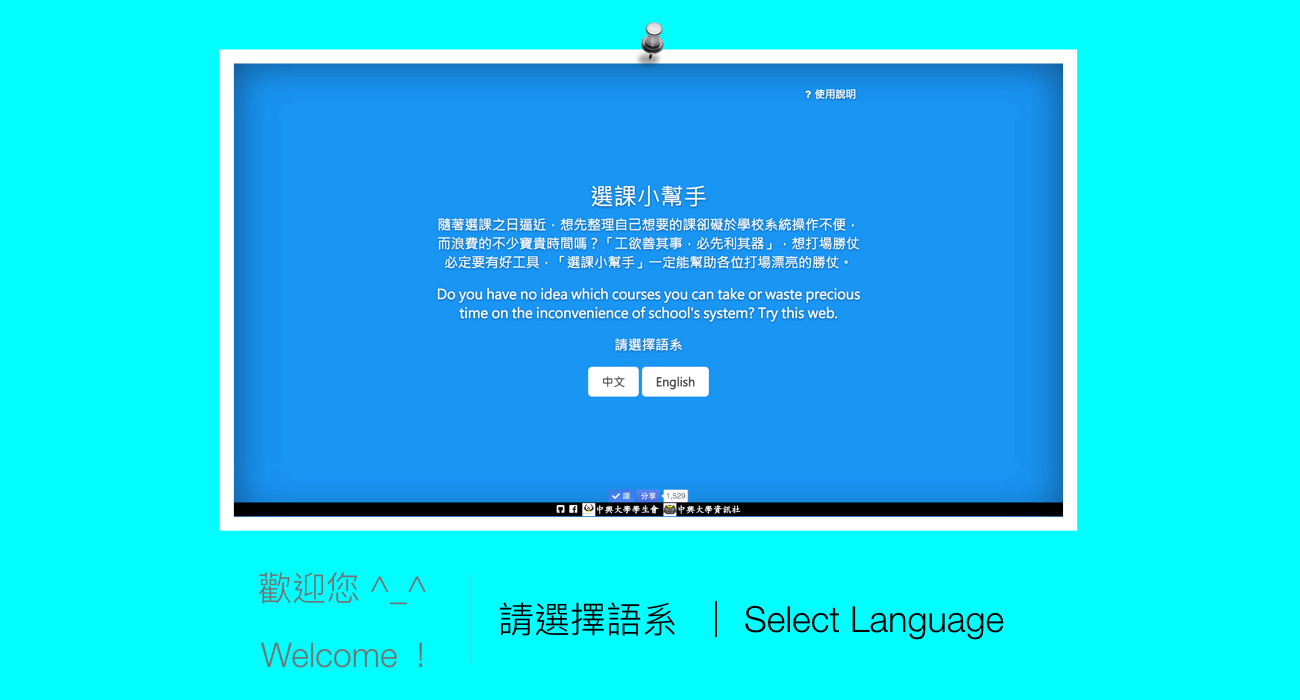 ? 使用說明
選課小幫手
隨著選課之日逼近，想先整理自己想要的課卻礙於學校系統操作不便，
而浪費的不少寶貴時間嗎？「工欲善其事，必先利其器」，想打場勝仗
必定要有好工具，「選課小幫手」一定能幫助各位打場漂亮的勝仗。
Do you have no idea which courses you can take or waste precious
time on the inconvenience of school's system? Try this web.
請選擇語系
中文 English
讚 分享 1,529
中興大學學生會 中興大學資訊社
歡迎您 ^_^
Welcome !
請選擇語系 | Select Language